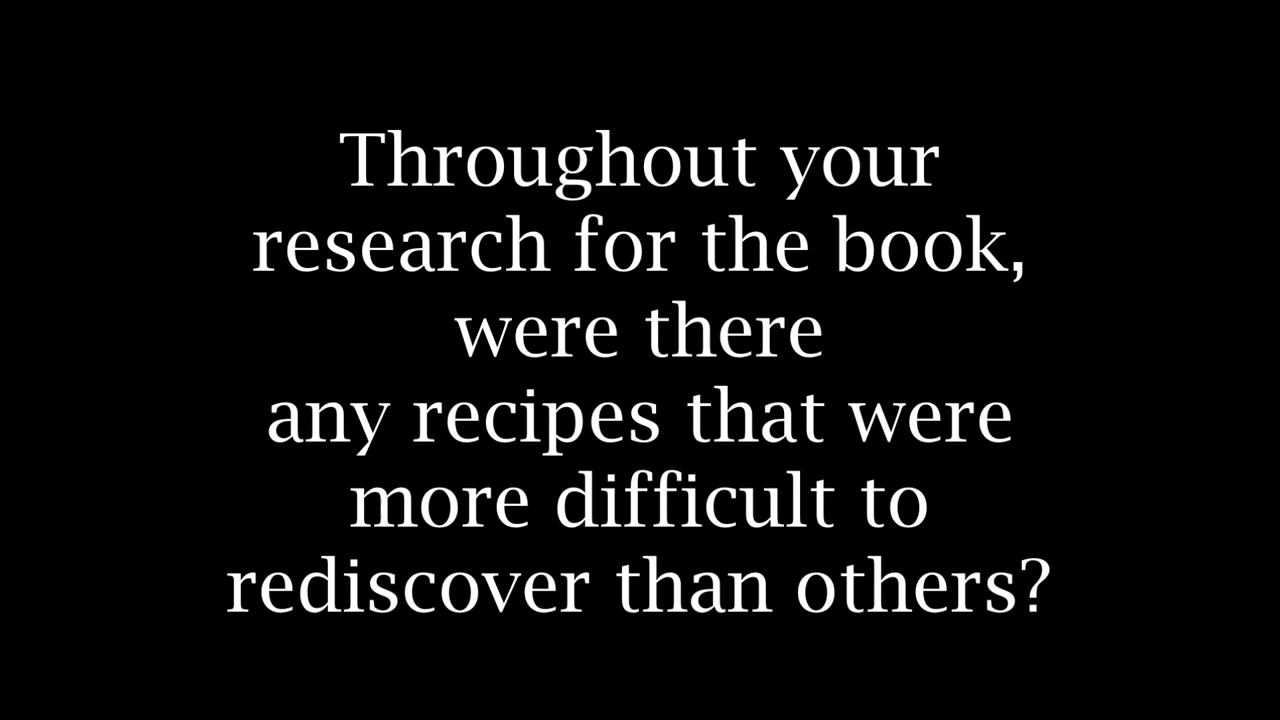 Throughout your
research for the book,
were there
any recipes that were
more difficult to
rediscover than others?